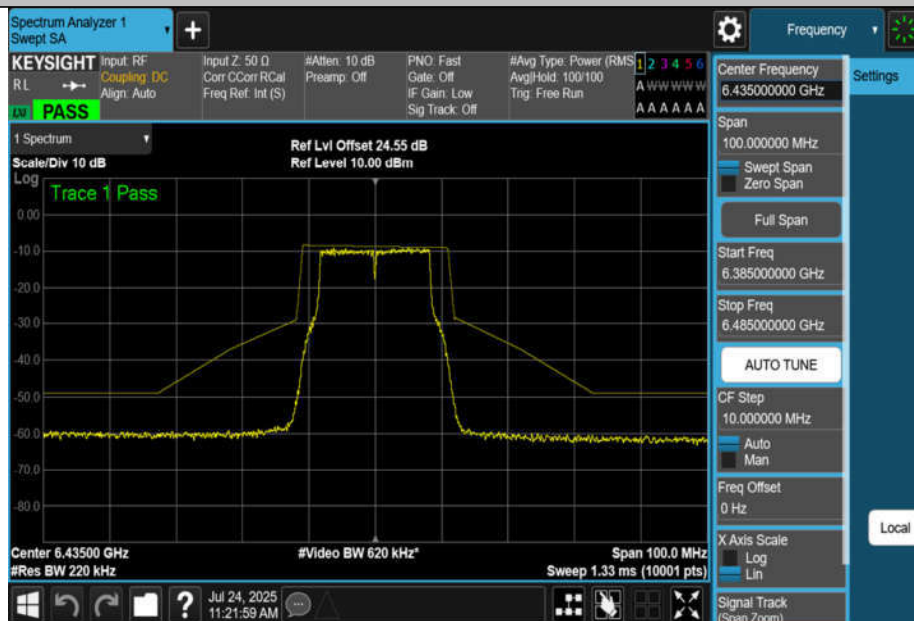 Spectrum Analyzer 1
Swept SA
+
Frequency
KEYSIGHT
RL
PASS
Input: RF
Coupling: DC
Align: Auto
Input Z: 50 Ω
Corr CCorr RCal
Freq Ref: Int (S)
#Atten: 10 dB
Preamp: Off
PNO: Fast
Gate: Off
IF Gain: Low
Sig Track: Off
#Avg Type: Power (RMS
Avg|Hold: 100/100
Trig: Free Run
1 2 3 4 5 6
A W W W W W
A A A A A A
1 Spectrum
Scale/Div 10 dB
Ref Lvl Offset 24.55 dB
Ref Level 10.00 dBm
Log
Trace 1 Pass
0.00
-10.0
-20.0
-30.0
-40.0
-50.0
-60.0
-70.0
-80.0
Center 6.43500 GHz
#Res BW 220 kHz
#Video BW 620 kHz*
Span 100.0 MHz
Sweep 1.33 ms (10001 pts)
?
Jul 24, 2025
11:21:59 AM
Center Frequency
6.435000000 GHz
Span
100.000000 MHz
Swept Span
Zero Span
Full Span
Start Freq
6.385000000 GHz
Stop Freq
6.485000000 GHz
AUTO TUNE
CF Step
10.000000 MHz
Auto
Man
Freq Offset
0 Hz
X Axis Scale
Log
Lin
Signal Track
(Span Zoom)
Settings
Local